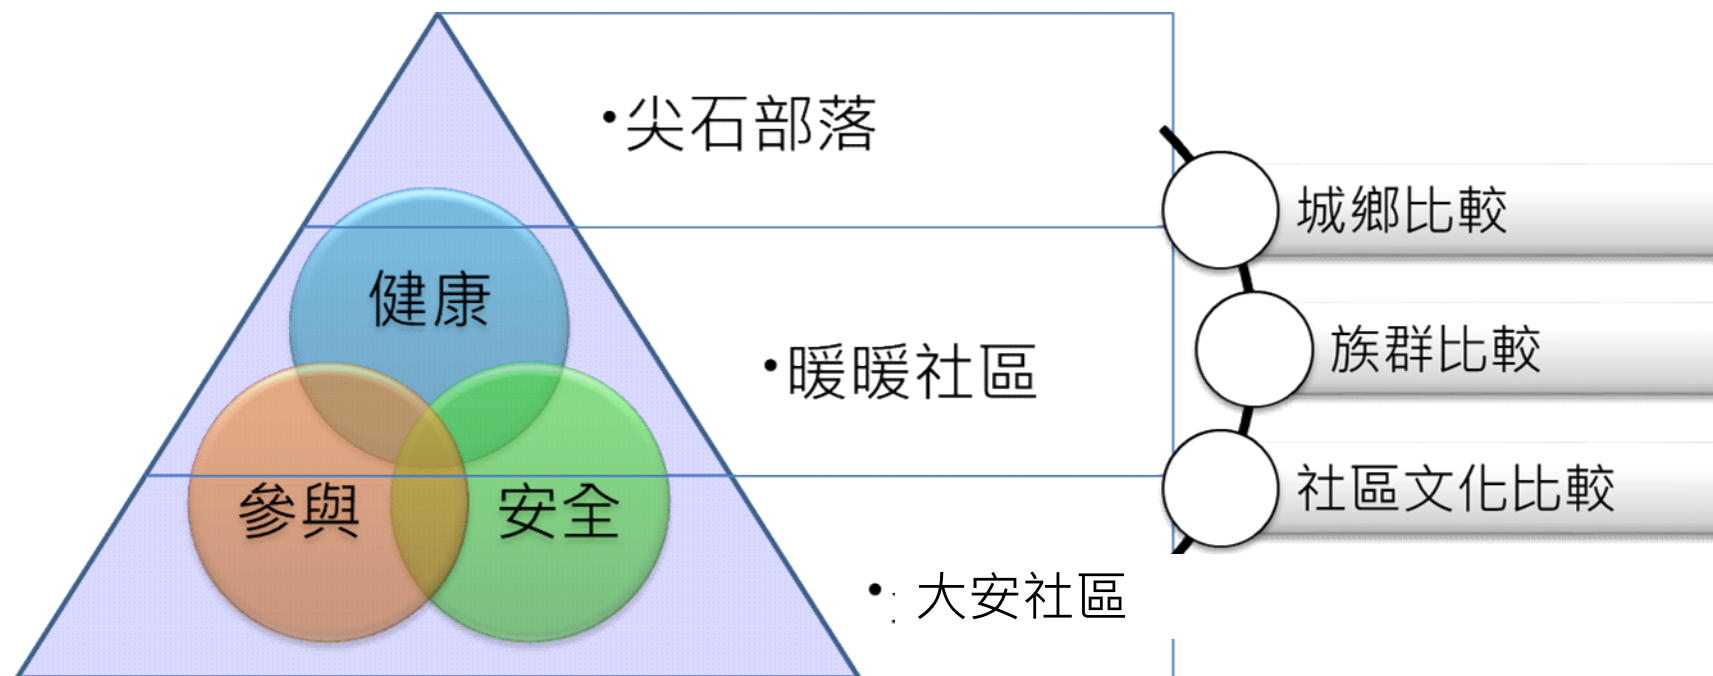 •尖石部落
城鄉比較
健康
•暖暖社區
族群比較
參與
安全
社區文化比較
• 大安社區